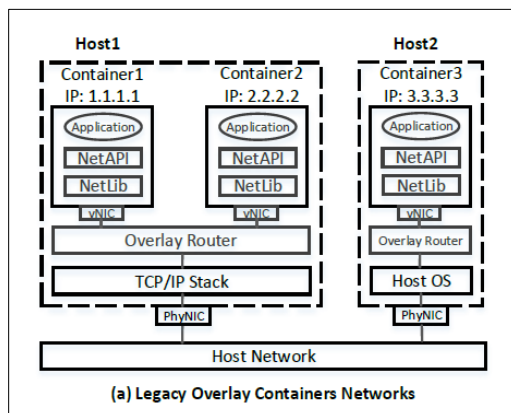 Host1
Host2
Container1
IP: 1.1.1.1
Container2
IP: 2.2.2.2
Container3
IP: 3.3.3.3
Application
NetAPI
NetLib
vNIC
Application
NetAPI
NetLib
vNIC
Application
NetAPI
NetLib
vNIC
Overlay Router
Overlay Router
TCP/IP Stack
Host OS
PhyNIC
PhyNIC
Host Network
(a) Legacy Overlay Containers Networks